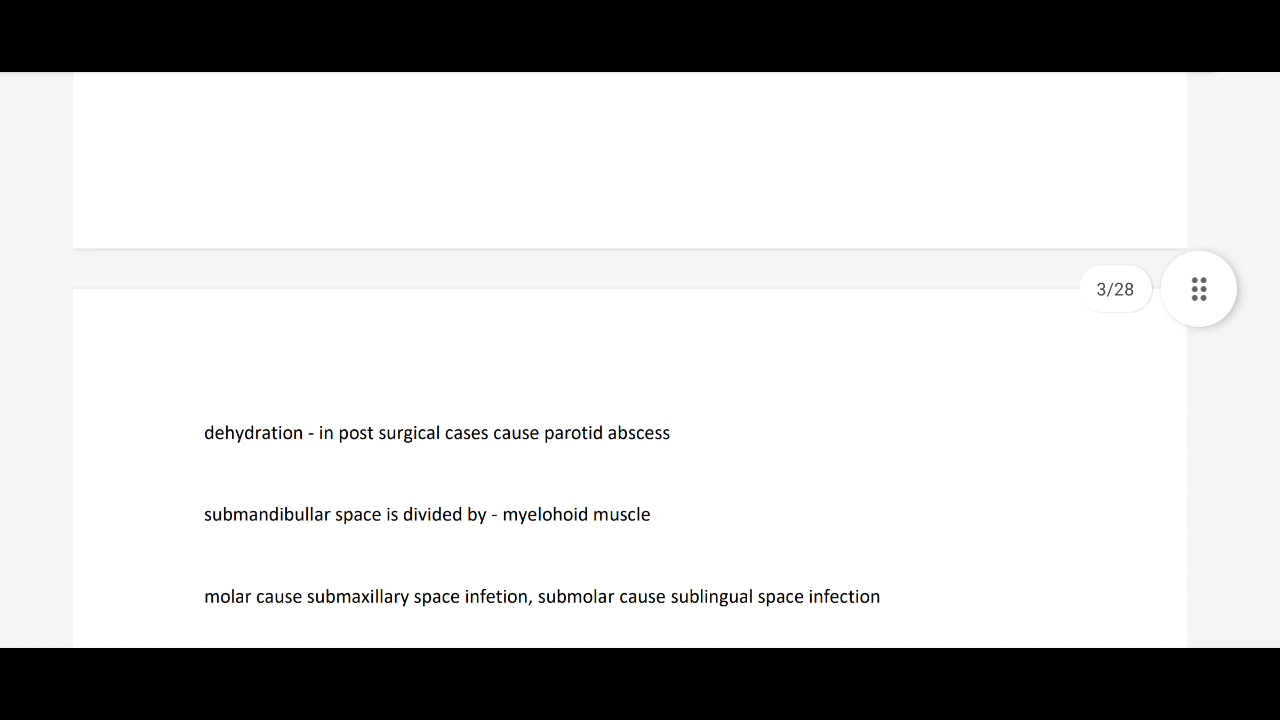 3/28
dehydration - in post surgical cases cause parotid abscess
submandibullar space is divided by - myelohoid muscle
molar cause submaxillary space infetion, submolar cause sublingual space infection